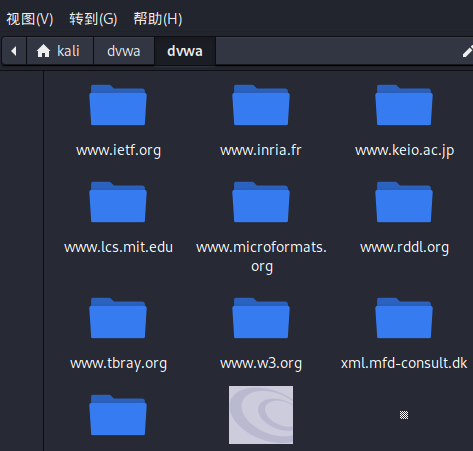 视图(V) 转到(G) 帮助(H)
kali dvwa dvwa
www.ietf.org www.inria.fr www.keio.ac.jp
www.lcs.mit.edu www.microformats. www.rddl.org
org
www.tbray.org www.w3.org xml.mfd-consult.dk